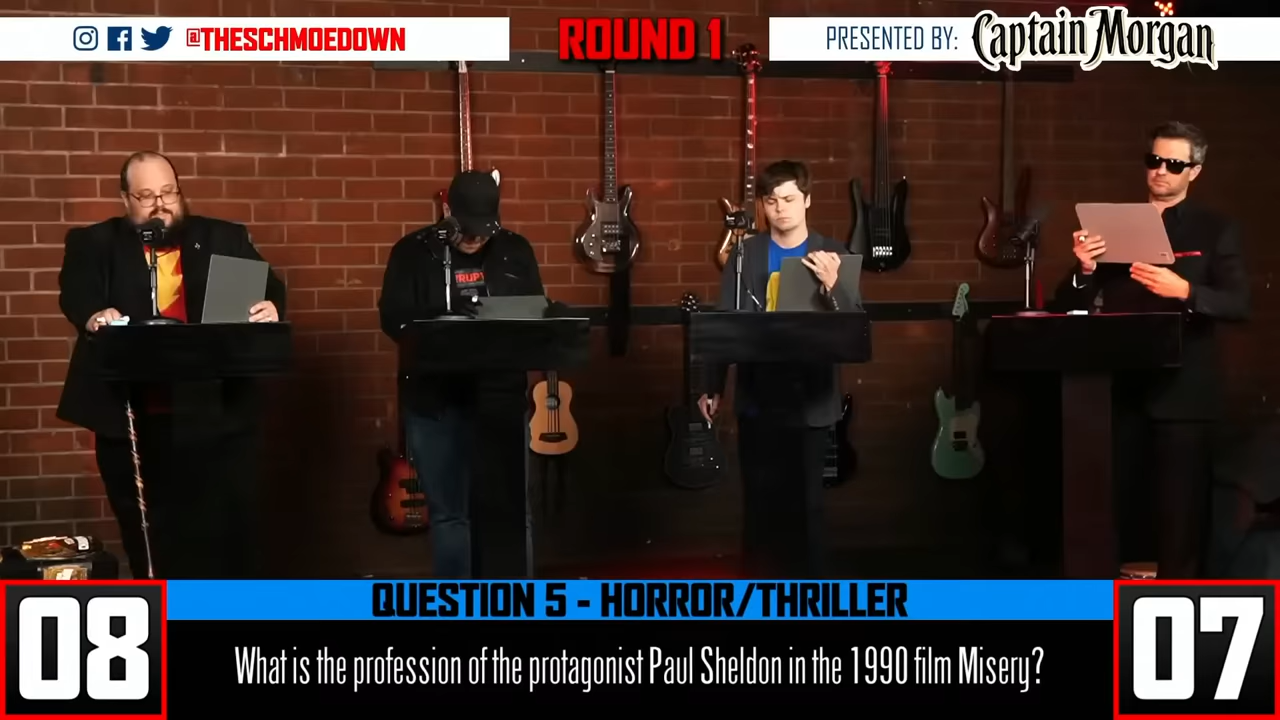 @THESCHMOEDOWN
ROUND 1
PRESENTED BY:
Captain Morgan
QUESTION 5 - HORROR/THRILLER
What is the profession of the protagonist Paul Sheldon in the 1990 film Misery?
08
07